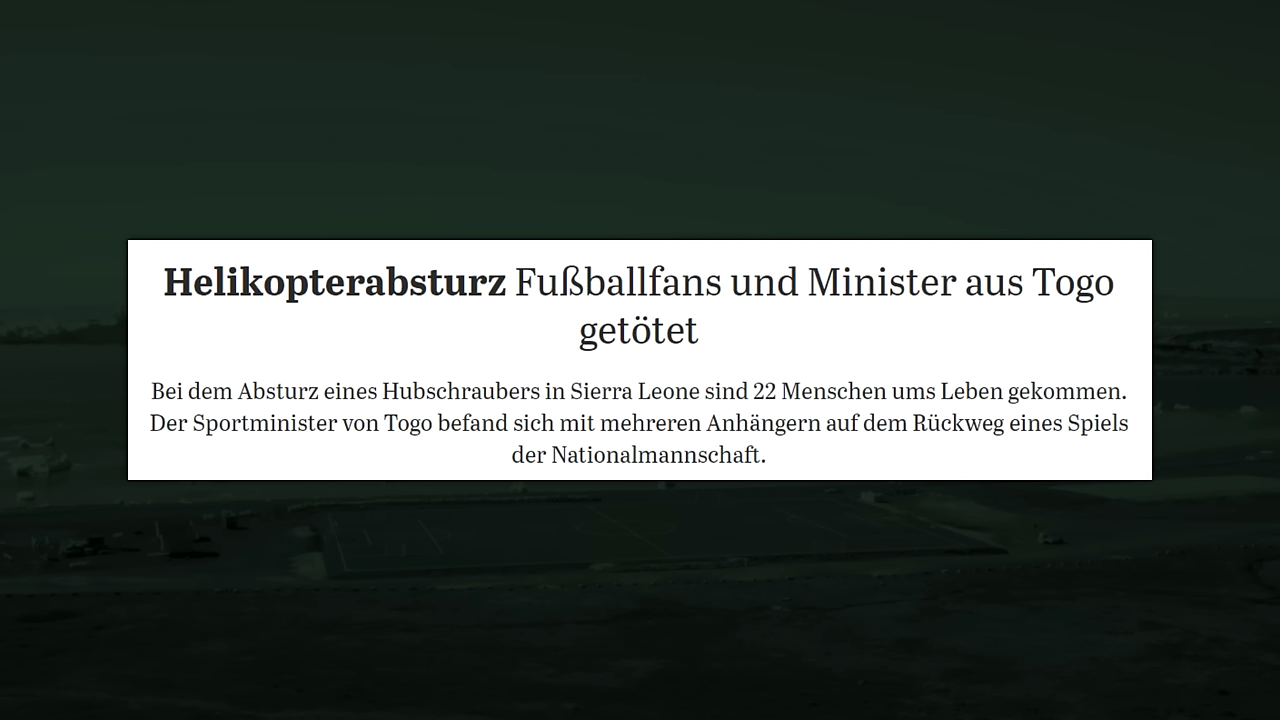 Helikopterabsturz Fußballfans und Minister aus Togo
getötet
Bei dem Absturz eines Hubschraubers in Sierra Leone sind 22 Menschen ums Leben gekommen.
Der Sportminister von Togo befand sich mit mehreren Anhängern auf dem Rückweg eines Spiels
der Nationalmannschaft.